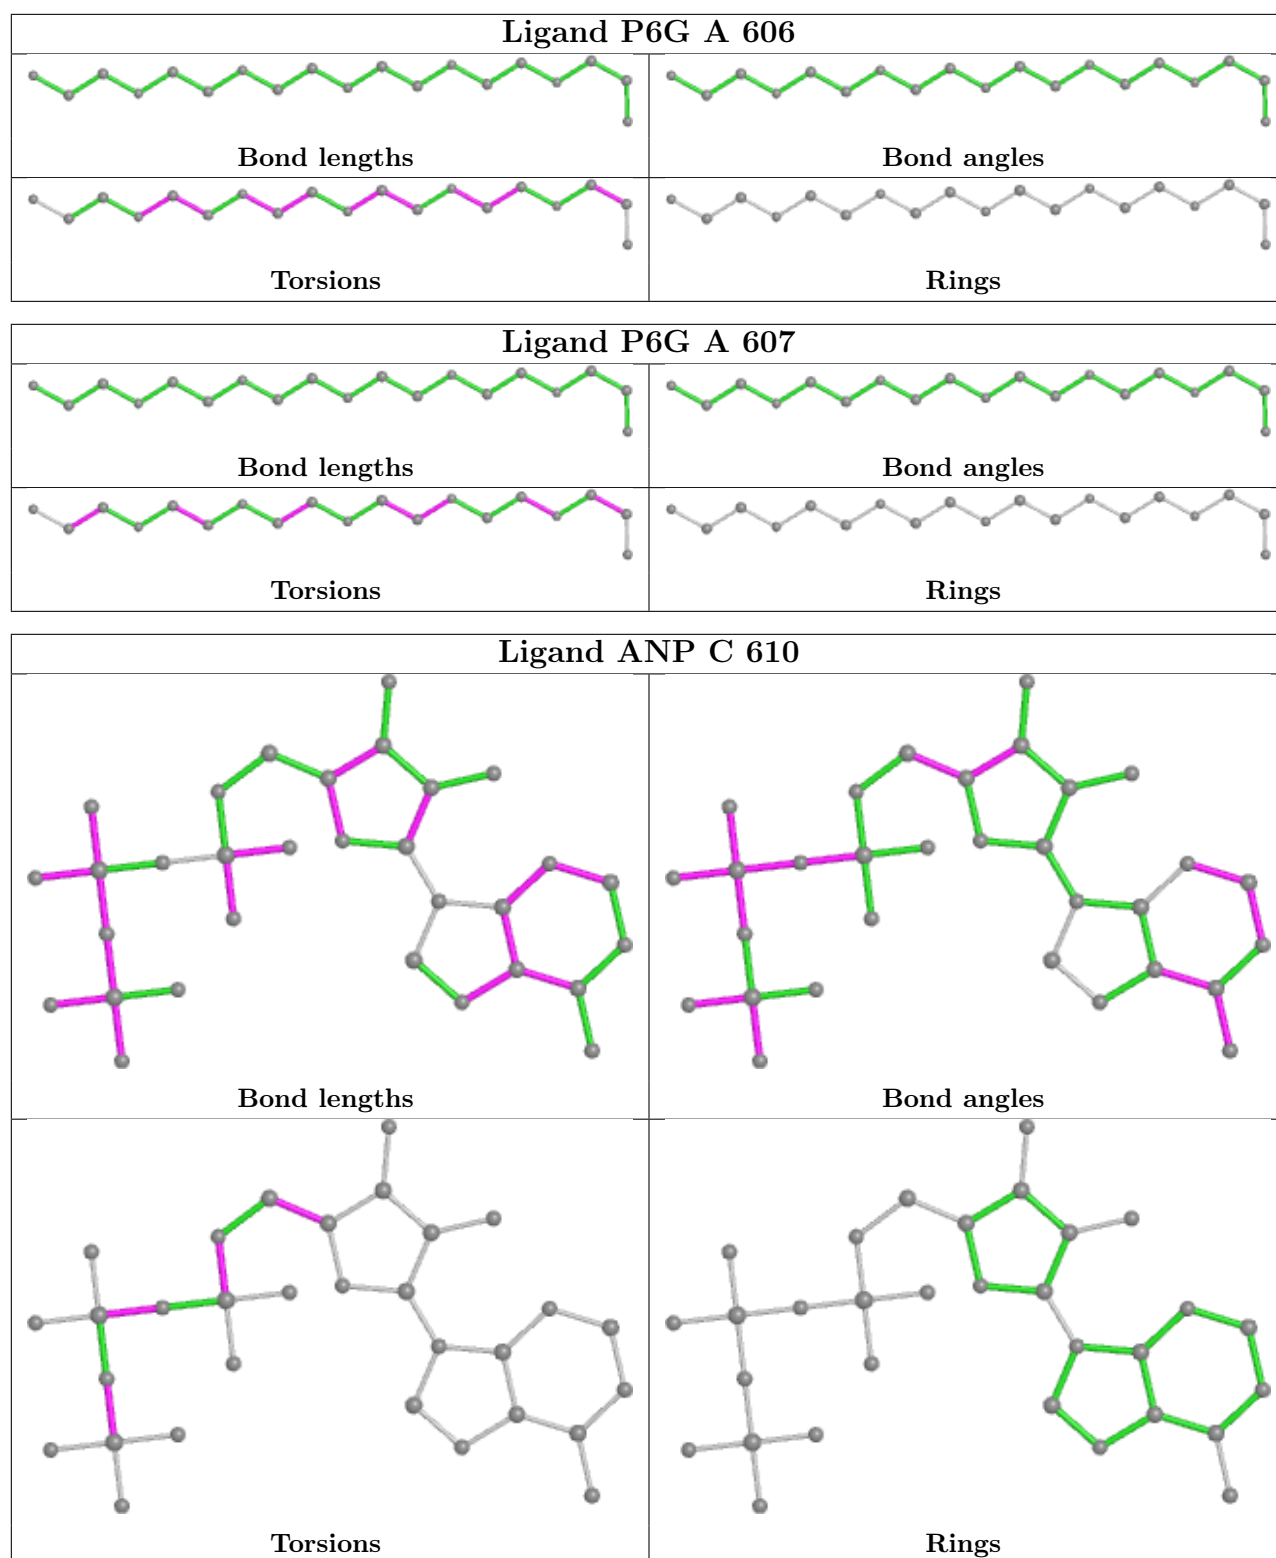 Ligand P6G A 606
Bond lengths
Bond angles
Torsions
Rings
Ligand P6G A 607
Bond lengths
Bond angles
Torsions
Rings
Ligand ANP C 610
Bond lengths
Bond angles
Torsions
Rings